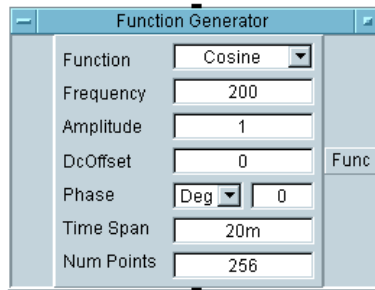 Function Generator
Function Cosine
Frequency 200
Amplitude 1
DcOffset 0 Func
Phase Deg 0
Time Span 20m
Num Points 256